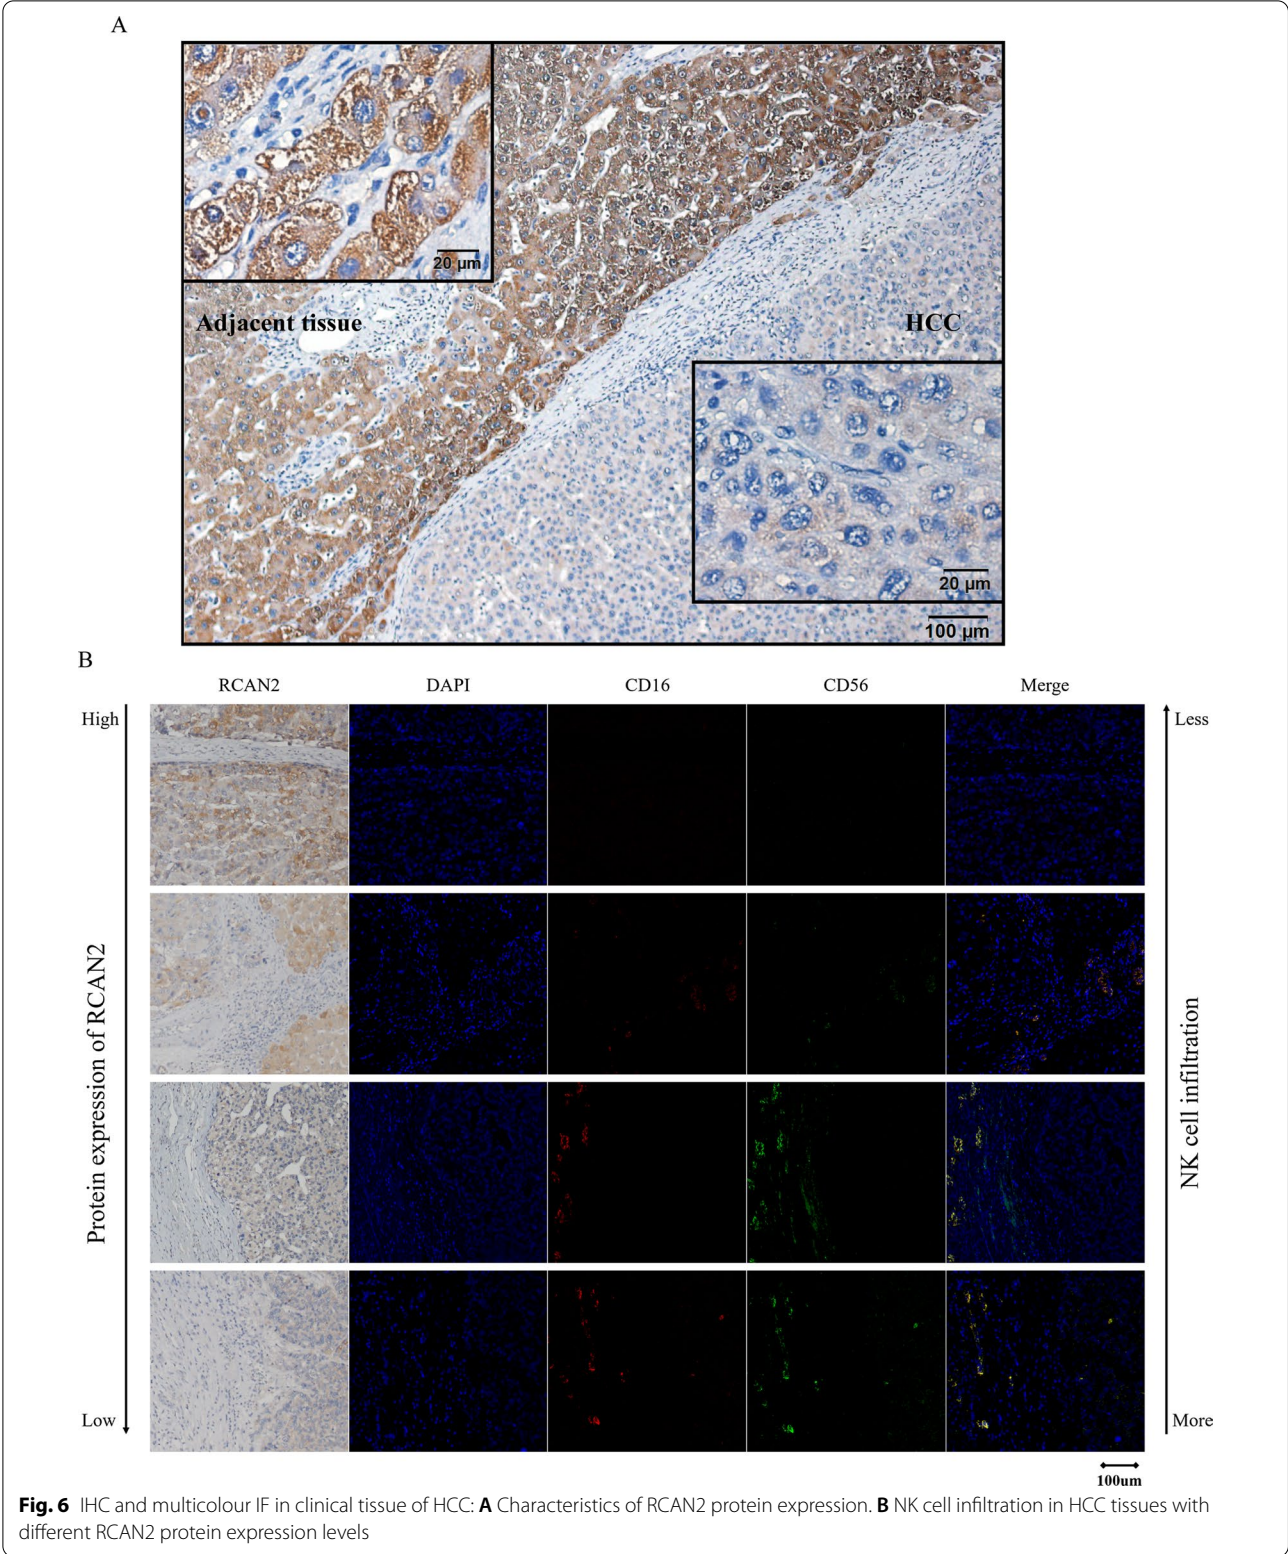 A
20 µm
Adjacent tissue
HCC
20 µm
100 µm
B
RCAN2 DAPI CD16 CD56 Merge
High
Less
Protein expression of RCAN2
NK cell infiltration
Low
More
100um
Fig. 6 IHC and multicolour IF in clinical tissue of HCC: A Characteristics of RCAN2 protein expression. B NK cell infiltration in HCC tissues with
different RCAN2 protein expression levels